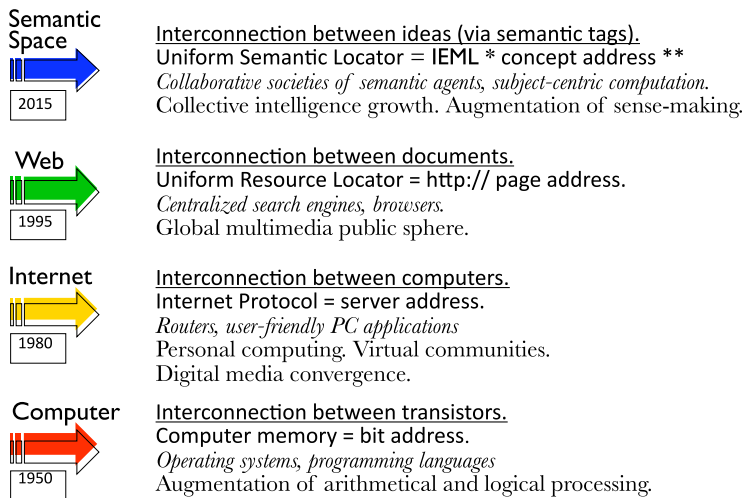 Semantic
Space
2015
Interconnection between ideas (via semantic tags).
Uniform Semantic Locator = IEML * concept address **
Collaborative societies of semantic agents, subject-centric computation.
Collective intelligence growth. Augmentation of sense-making.
Web
1995
Interconnection between documents.
Uniform Resource Locator = http:// page address.
Centralized search engines, browsers.
Global multimedia public sphere.
Internet
1980
Interconnection between computers.
Internet Protocol = server address.
Routers, user-friendly PC applications
Personal computing. Virtual communities.
Digital media convergence.
Computer
1950
Interconnection between transistors.
Computer memory = bit address.
Operating systems, programming languages
Augmentation of arithmetical and logical processing.